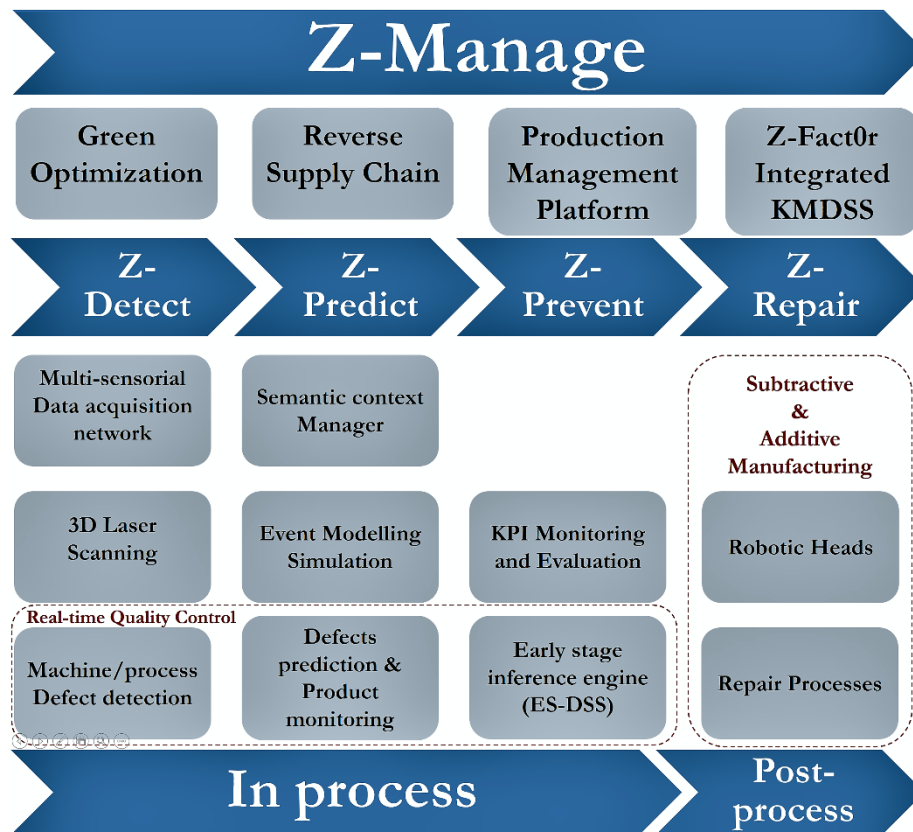 Z-Manage
Green
Optimization
Reverse
Supply Chain
Production
Management
Platform
Z-Fact0r
Integrated
KMDSS
Z-
Detect
Z-
Predict
Z-
Prevent
Z-
Repair
Multi-sensorial
Data acquisition
network
Semantic context
Manager
Subtractive
&
Additive
Manufacturing
3D Laser
Scanning
Event Modelling
Simulation
KPI Monitoring
and Evaluation
Robotic Heads
Real-time Quality Control
Machine/process
Defect detection
Defects
prediction &
Product
monitoring
Early stage
inference engine
(ES-DSS)
Repair Processes
In process
Post-
process